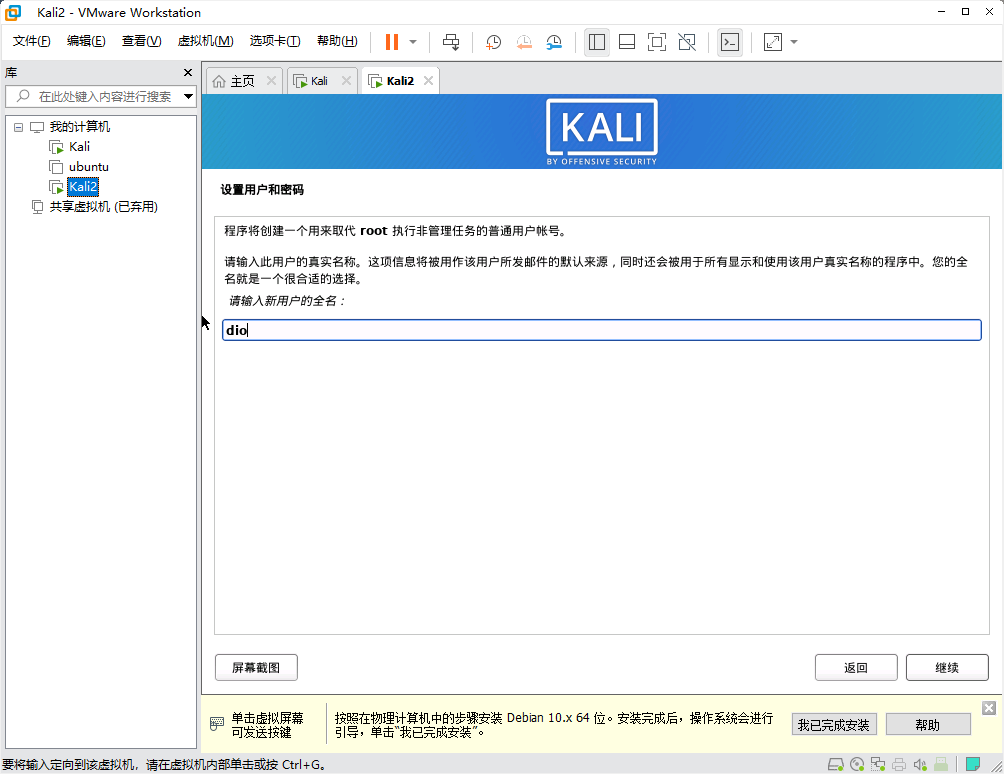 Kali2 - VMware Workstation
文件(F) 编辑(E) 查看(V) 虚拟机(M) 选项卡(T) 帮助(H)
库
在此处键入内容进行搜索
我的计算机
Kali
ubuntu
Kali2
共享虚拟机 (已弃用)
主页 Kali Kali2
KALI
BY OFFENSIVE SECURITY
设置用户和密码
程序将创建一个用来取代 root 执行非管理任务的普通用户帐号。
请输入此用户的真实名称。这项信息将被用作该用户所发邮件的默认来源，同时还会被用于所有显示和使用该用户真实名称的程序中。您的全
名就是一个很合适的选择。
请输入新用户的全名：
dio
屏幕截图 返回 继续
单击虚拟屏幕
可发送按键
按照在物理计算机中的步骤安装 Debian 10.x 64 位。安装完成后，操作系统会进行
引导，单击“我已完成安装”。
我已完成安装 帮助
要将输入定向到该虚拟机，请在虚拟机内部单击或按 Ctrl+G。